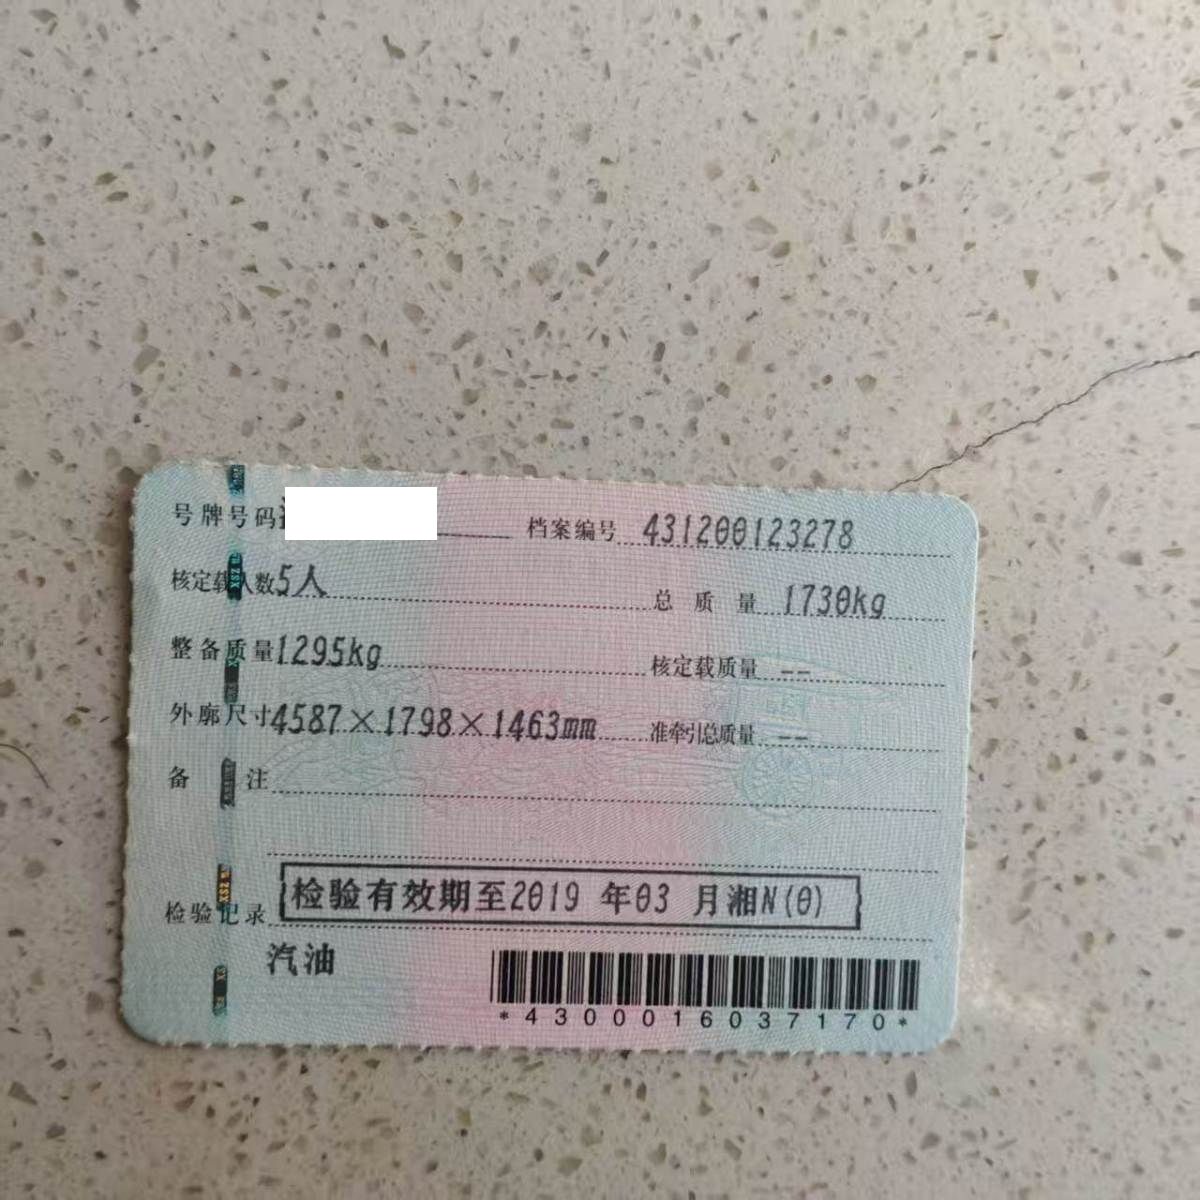 号牌号码 档案编号 431200123278
核定载人数 5人 总质量 1730kg
整备质量 1295kg 核定载质量 --
外廓尺寸 4587×1798×1463mm 准牵引总质量 --
备注
检验记录 检验有效期至2019 年03 月湘N(0)
汽油
*4300016037170*